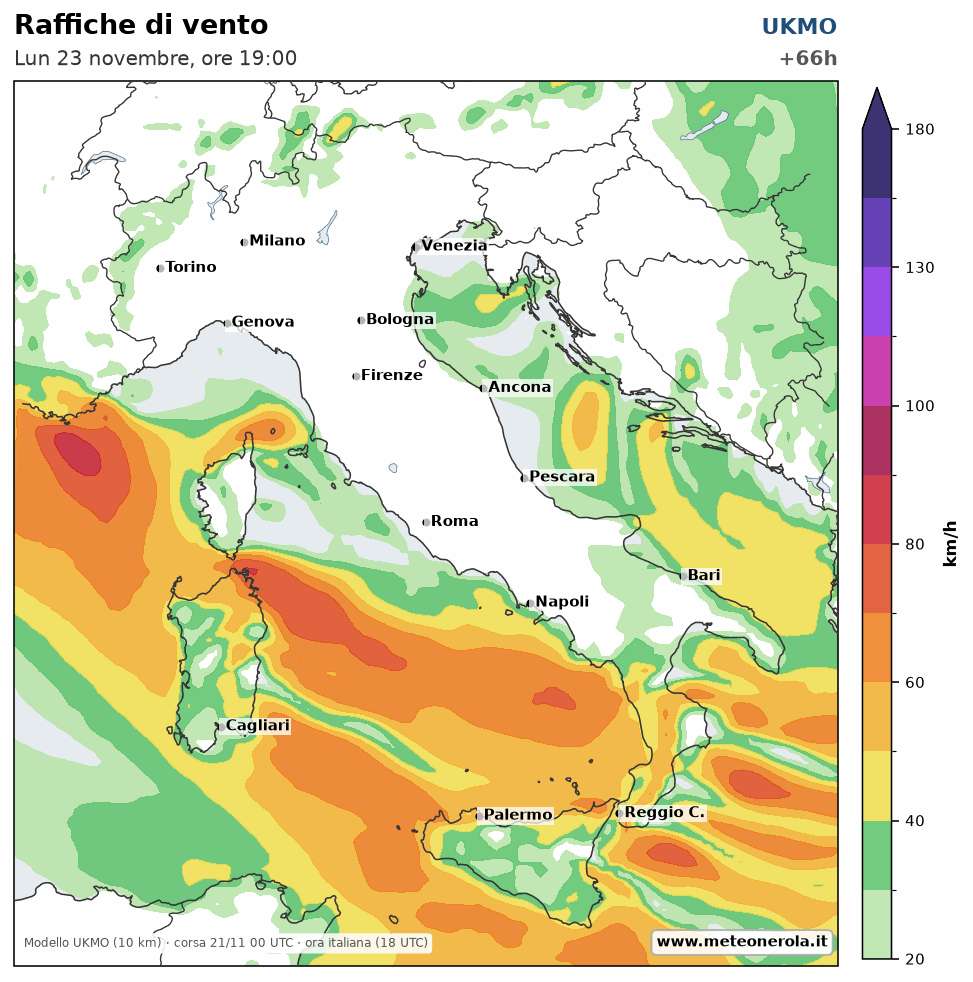 Raffiche di vento
UKMO
Lun 23 novembre, ore 19:00
+66h
180
Milano
Venezia
Torino
130
Genova
Bologna
Firenze
Ancona
100
Pescara
Roma
80
km/h
Bari
Napoli
60
Cagliari
Palermo
Reggio C.
40
Modello UKMO (10 km) · corsa 21/11 00 UTC · ora italiana (18 UTC)
www.meteonerola.it
20